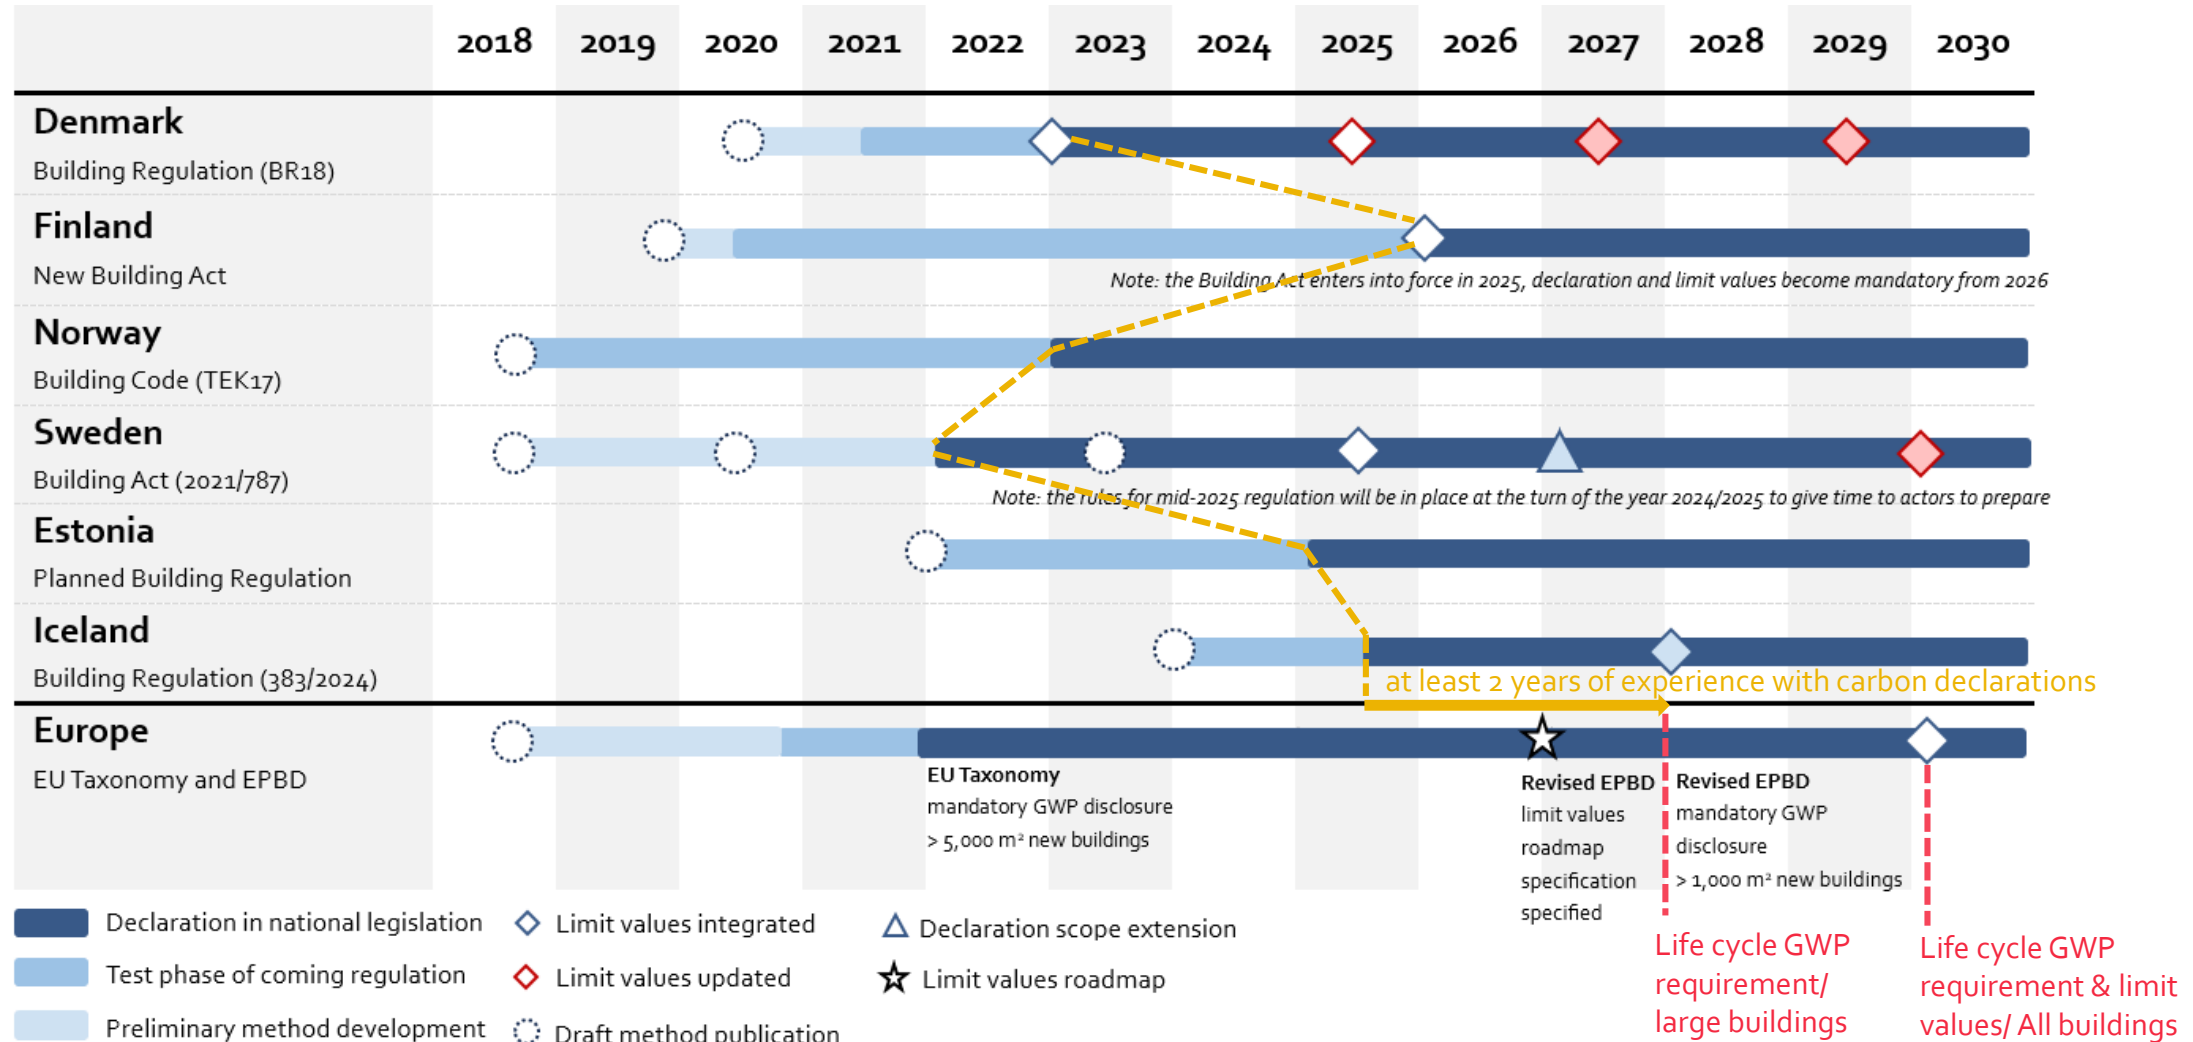 2018 2019 2020 2021 2022 2023 2024 2025 2026 2027 2028 2029 2030
Denmark
Building Regulation (BR18)
Finland
New Building Act
Note: the Building Act enters into force in 2025, declaration and limit values become mandatory from 2026
Norway
Building Code (TEK17)
Sweden
Building Act (2021/787)
Note: the rules for mid-2025 regulation will be in place at the turn of the year 2024/2025 to give time to actors to prepare
Estonia
Planned Building Regulation
Iceland
Building Regulation (383/2024)
at least 2 years of experience with carbon declarations
Europe
EU Taxonomy and EPBD
EU Taxonomy
mandatory GWP disclosure
> 5,000 m² new buildings
Revised EPBD
limit values
roadmap
specification
specified
Revised EPBD
mandatory GWP
disclosure
> 1,000 m² new buildings
Life cycle GWP
requirement/
large buildings
Life cycle GWP
requirement & limit
values/ All buildings
Declaration in national legislation
Test phase of coming regulation
Preliminary method development
Limit values integrated
Limit values updated
Draft method publication
Declaration scope extension
Limit values roadmap